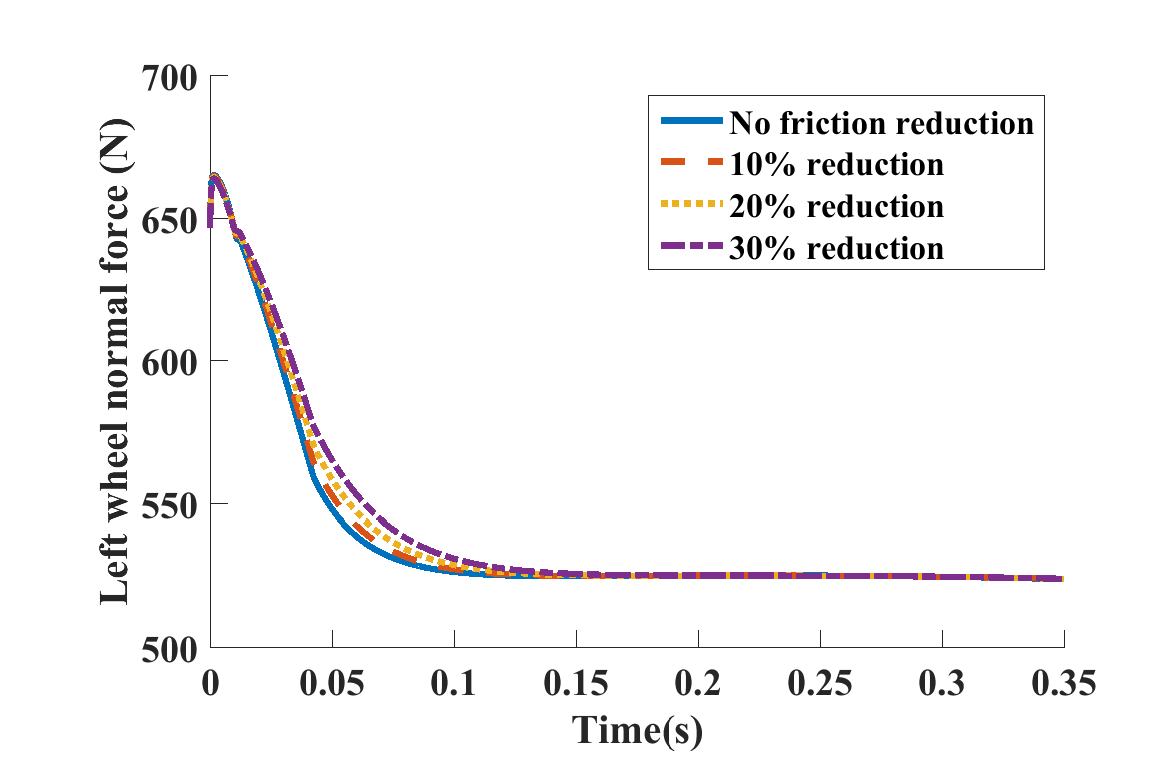 700
650
600
550
500
Left wheel normal force (N)
No friction reduction
10% reduction
20% reduction
30% reduction
0 0.05 0.1 0.15 0.2 0.25 0.3 0.35
Time(s)